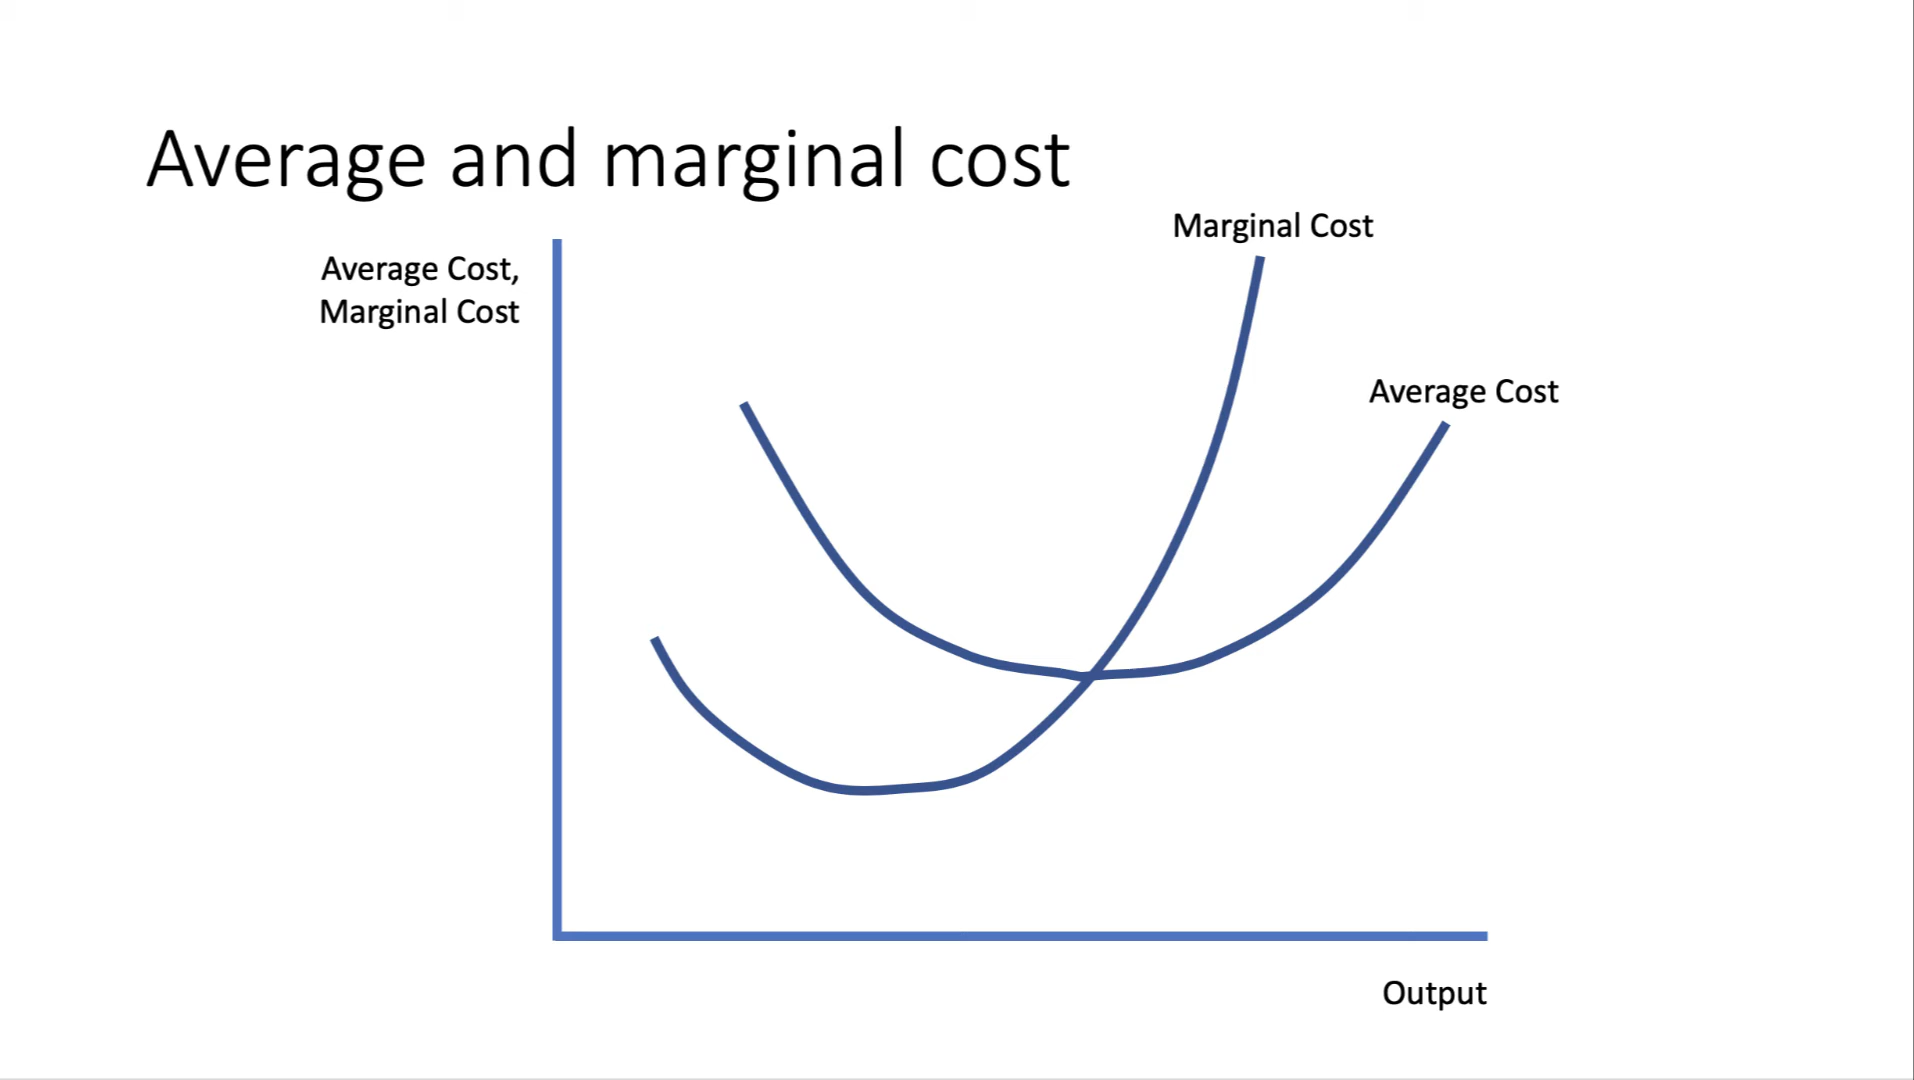 Average and marginal cost
Marginal Cost
Average Cost,
Marginal Cost
Average Cost
Output